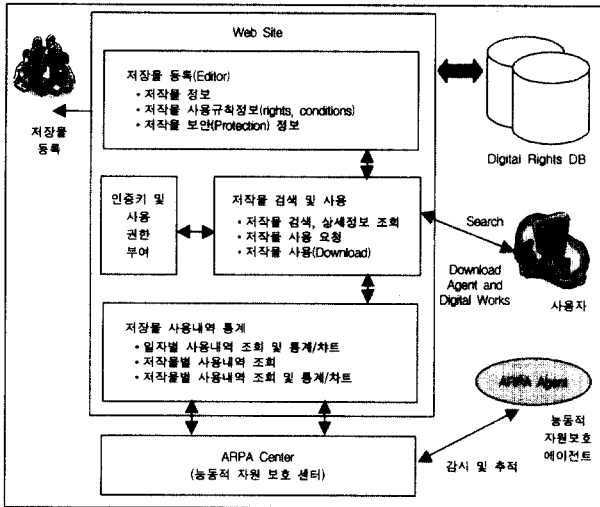 Web Site
저장물 등록(Editor)
• 저작물 정보
• 저작물 사용규칙정보(rights, conditions)
• 저작물 보안(Protection) 정보
저장물
등록
Digital Rights DB
인증키 및
사용
권한
부여
저작물 검색 및 사용
• 저작물 검색, 상세정보 조회
• 저작물 사용 요청
• 저작물 사용(Download)
Search
Download
Agent and
Digital Works
사용자
저장물 사용내역 통계
• 일자별 사용내역 조회 및 통계/챠트
• 저작물별 사용내역 조회
• 저작물별 사용내역 조회 및 통계/차트
ARPA Agent
능동적
자원보호
에이전트
ARPA Center
(능동적 자원 보호 센터)
감시 및 추적